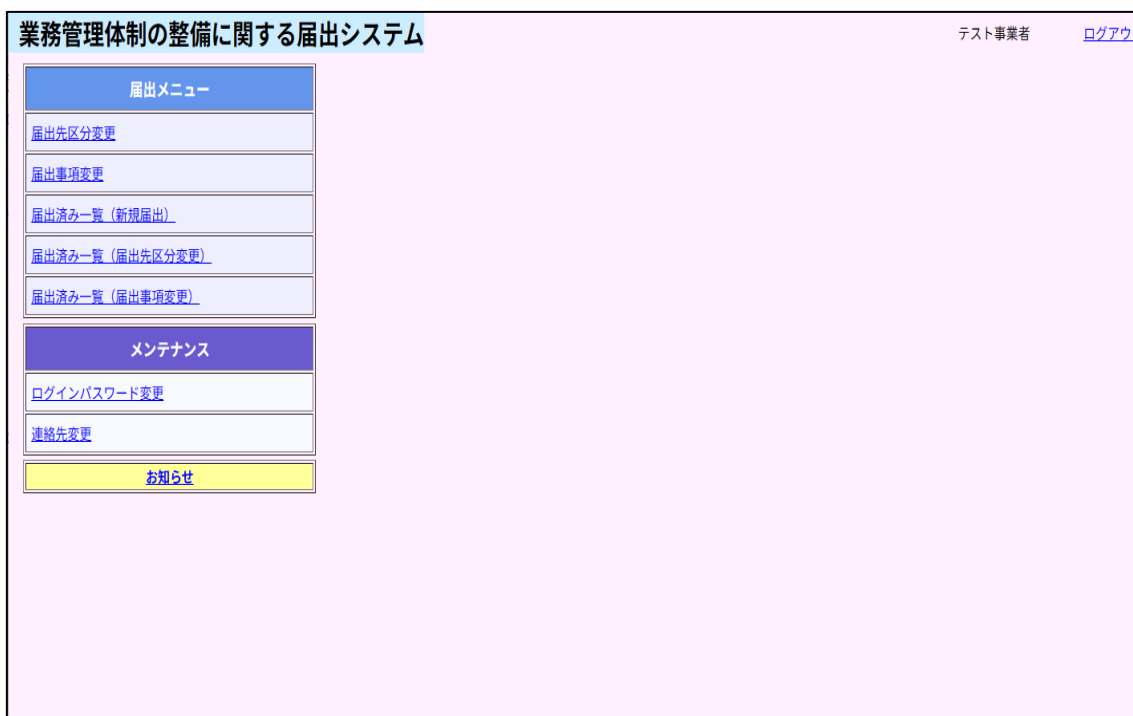 業務管理体制の整備に関する届出システム
テスト事業者
ログアウ
届出メニュー
届出先区分変更
届出事項変更
届出済み一覧（新規届出）
届出済み一覧（届出先区分変更）
届出済み一覧（届出事項変更）
メンテナンス
ログインパスワード変更
連絡先変更
お知らせ